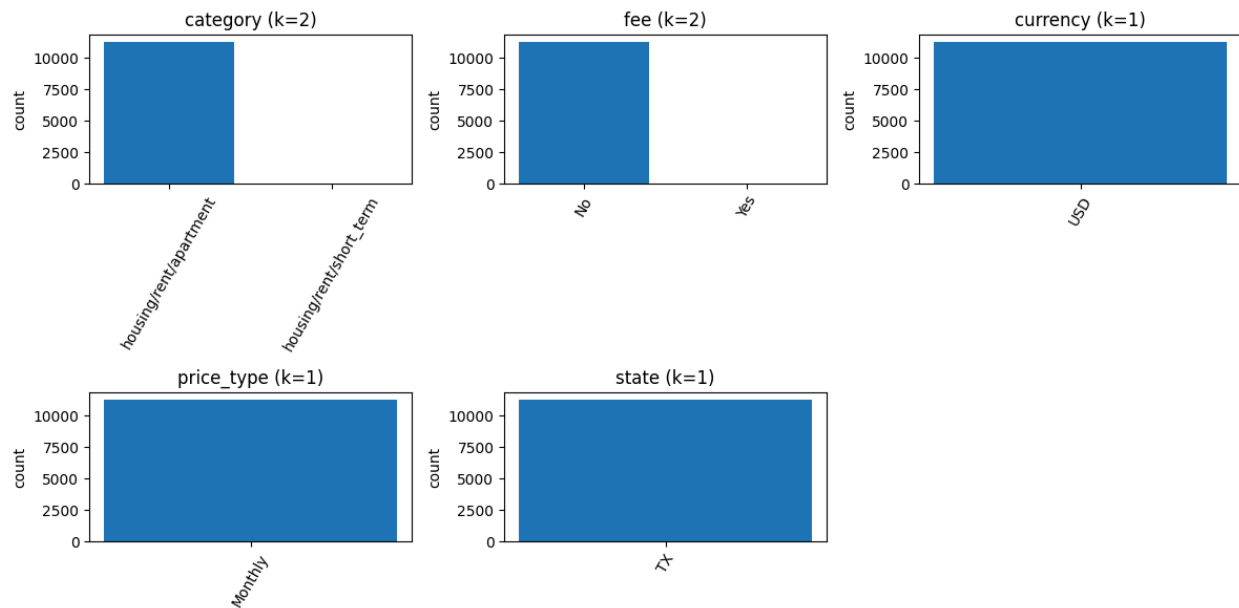 category (k=2)
count
10000
7500
5000
2500
0
housing/rent/apartment
housing/rent/short_term
fee (k=2)
count
10000
7500
5000
2500
0
No
Yes
currency (k=1)
count
10000
7500
5000
2500
0
USD
price_type (k=1)
count
10000
7500
5000
2500
0
Monthly
state (k=1)
count
10000
7500
5000
2500
0
TX